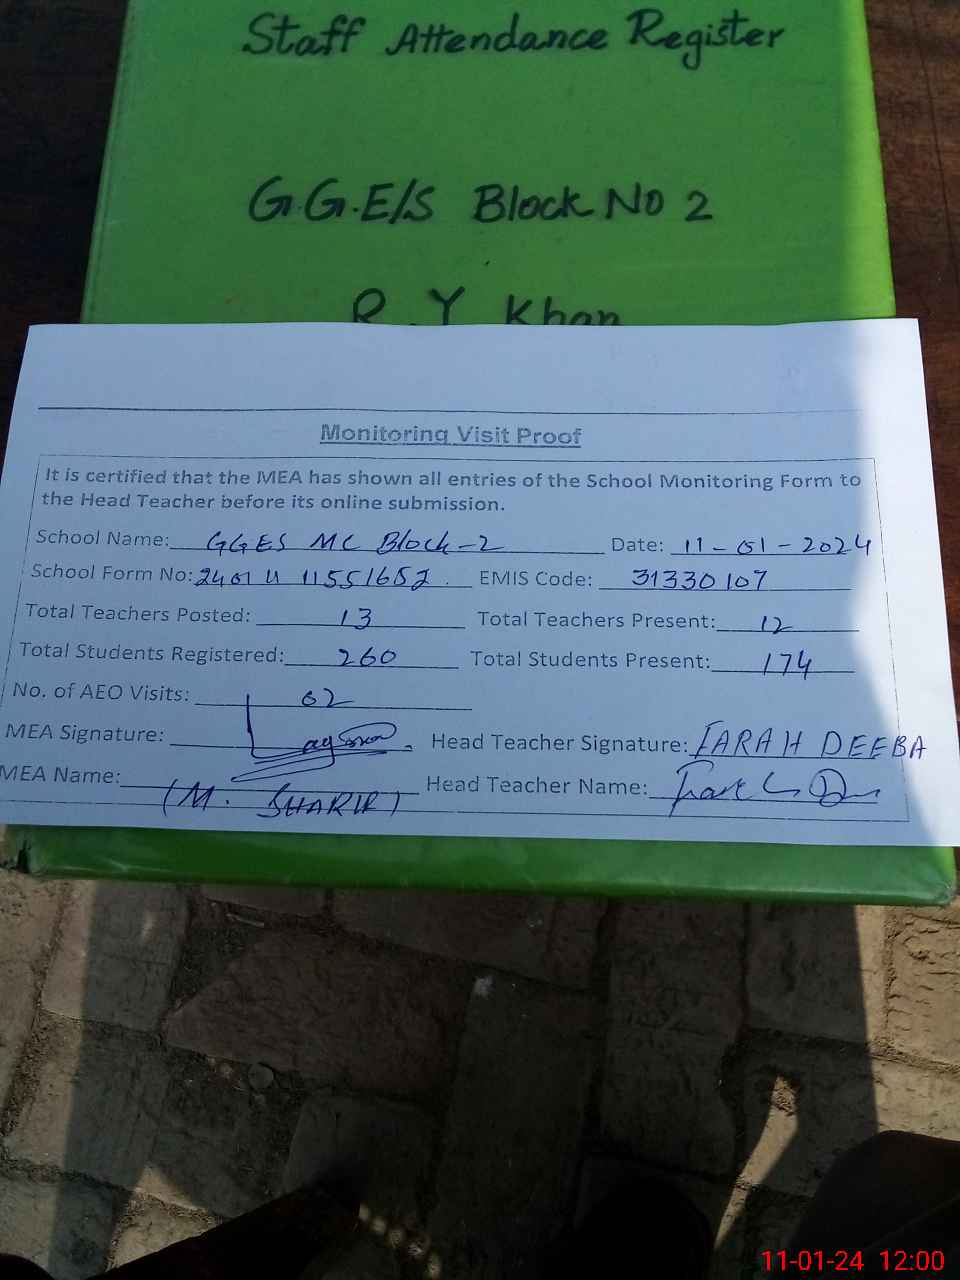 Staff Attendance Register
G.G.E/S Block No 2
R.Y Khan
Monitoring Visit Proof
It is certified that the MEA has shown all entries of the School Monitoring Form to
the Head Teacher before its online submission.
School Name: GGES MC Block-2 Date: 11-01-2024
School Form No: EMIS Code: 31330107
Total Teachers Posted: 13 Total Teachers Present: 12
Total Students Registered: 260 Total Students Present: 174
No. of AEO Visits: 02
MEA Signature: Head Teacher Signature: FARAH DEEBA
MEA Name: Head Teacher Name:
(M. SHARIF)
11-01-24 12:00